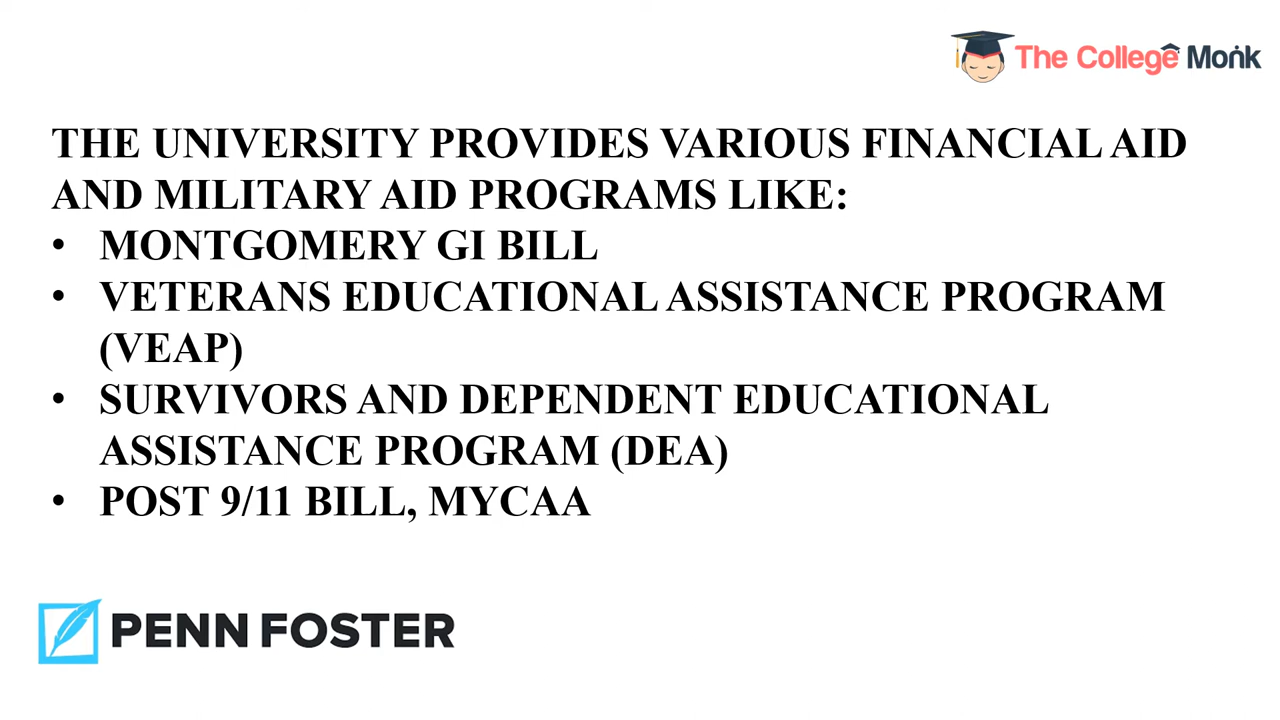 The College Monk
THE UNIVERSITY PROVIDES VARIOUS FINANCIAL AID
AND MILITARY AID PROGRAMS LIKE:
• MONTGOMERY GI BILL
• VETERANS EDUCATIONAL ASSISTANCE PROGRAM
(VEAP)
• SURVIVORS AND DEPENDENT EDUCATIONAL
ASSISTANCE PROGRAM (DEA)
• POST 9/11 BILL, MYCAA
PENN FOSTER